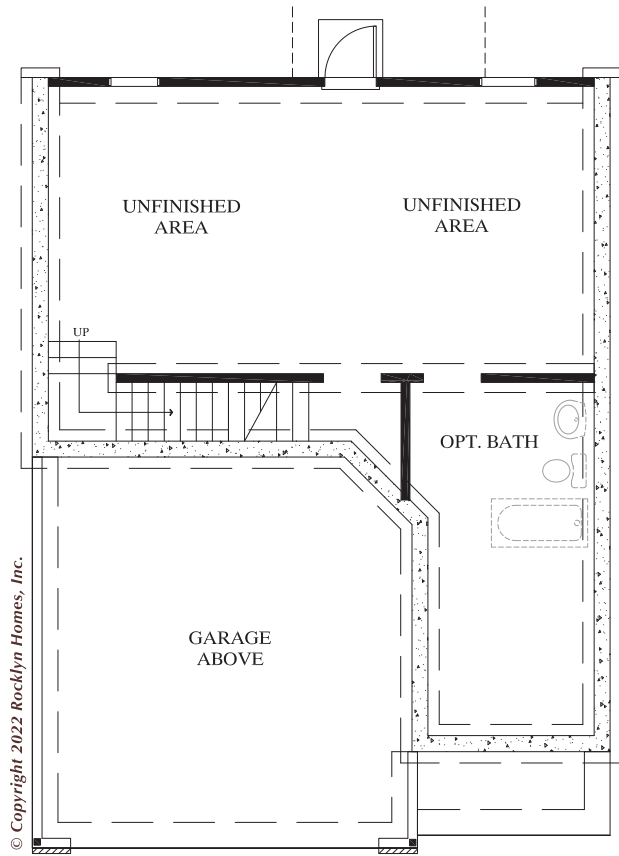 UNFINISHED
AREA
UNFINISHED
AREA
UP
OPT. BATH
GARAGE
ABOVE
© Copyright 2022 Rocklyn Homes, Inc.